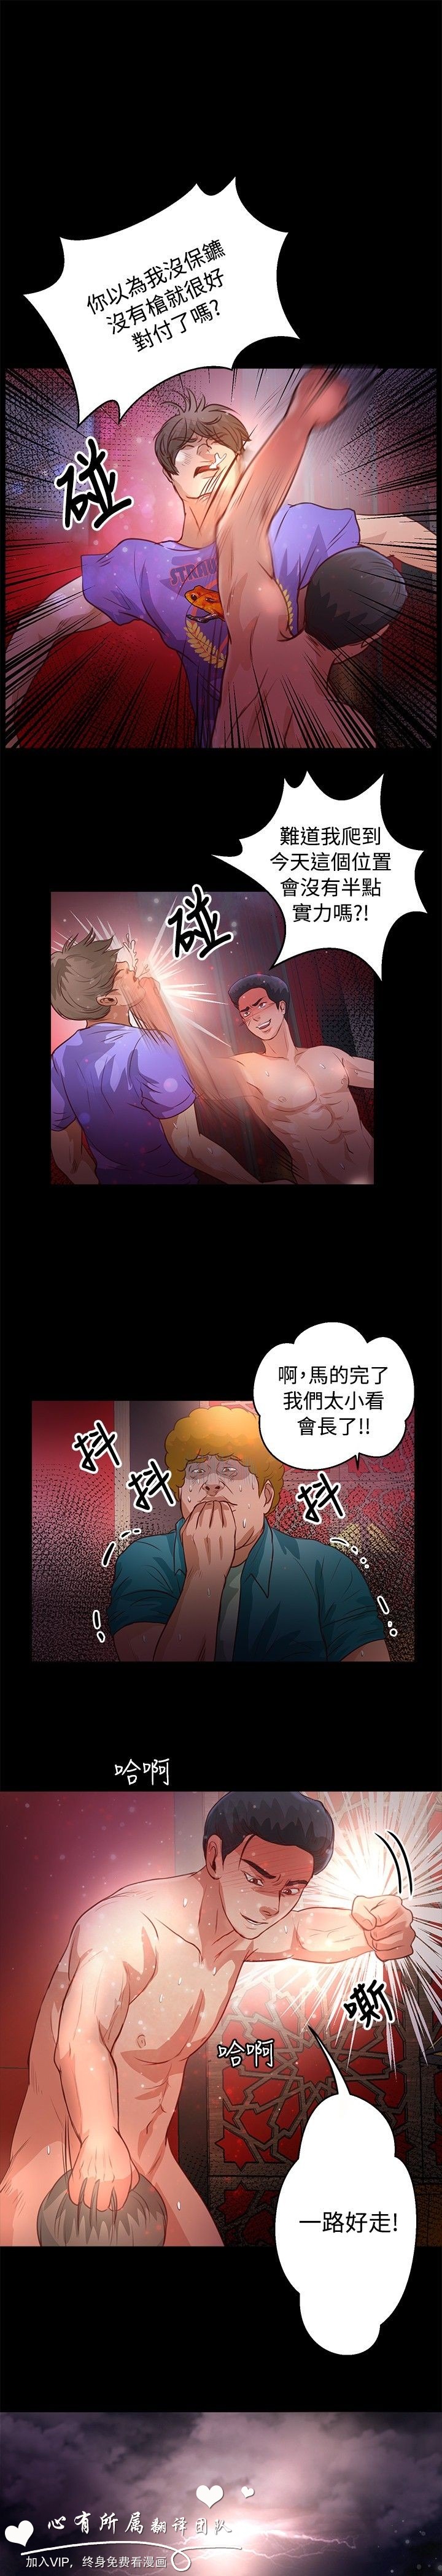 你以為我沒保鑣
沒有槍就很好
對付了嗎?
碰
STRAW
難道我爬到
今天這個位置
會沒有半點
實力嗎?!
碰
啊,馬的完了
我們太小看
會長了!!
抖
抖
抖
哈啊
嘶
哈啊
一路好走!
心有所属翻译团队
加入VIP，终身免费看漫画